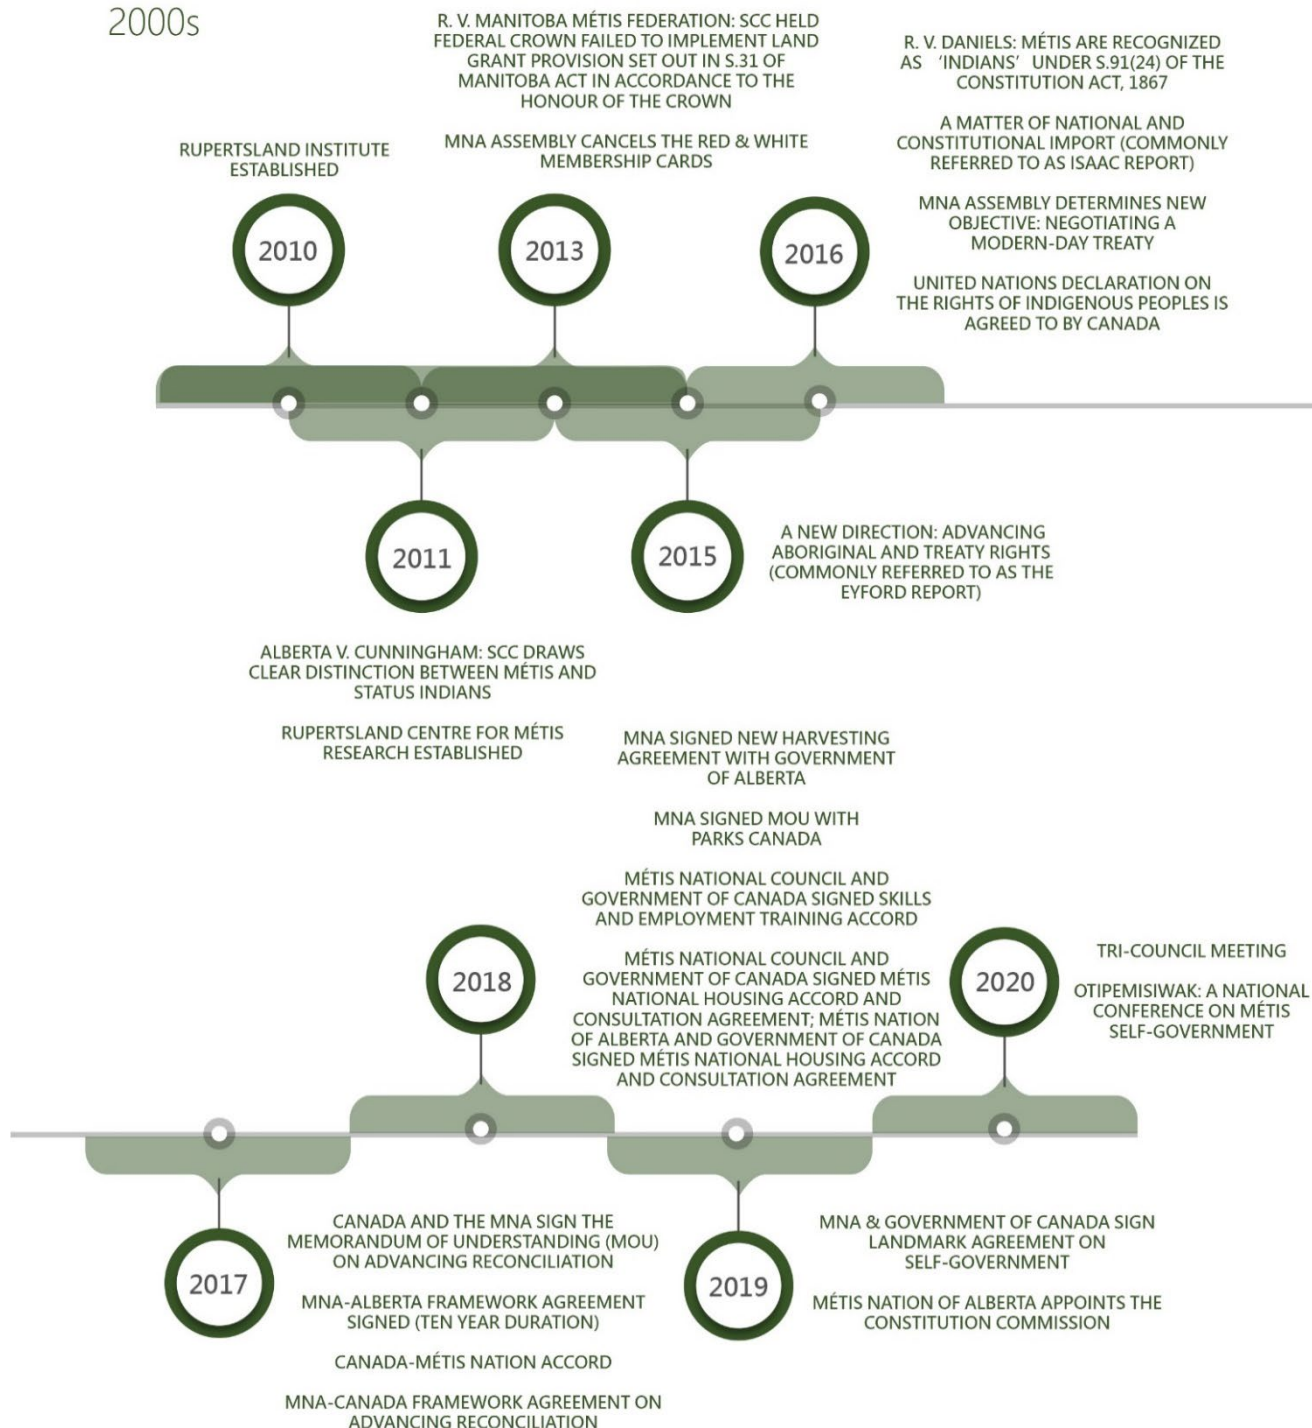 2000s
RUPERTSLAND INSTITUTE
ESTABLISHED
2010
R. V. MANITOBA MÉTIS FEDERATION: SCC HELD
FEDERAL CROWN FAILED TO IMPLEMENT LAND
GRANT PROVISION SET OUT IN S.31 OF
MANITOBA ACT IN ACCORDANCE TO THE
HONOUR OF THE CROWN
MNA ASSEMBLY CANCELS THE RED & WHITE
MEMBERSHIP CARDS
2013
R. V. DANIELS: MÉTIS ARE RECOGNIZED
AS ‘INDIANS’ UNDER S.91(24) OF THE
CONSTITUTION ACT, 1867
A MATTER OF NATIONAL AND
CONSTITUTIONAL IMPORT (COMMONLY
REFERRED TO AS ISAAC REPORT)
MNA ASSEMBLY DETERMINES NEW
OBJECTIVE: NEGOTIATING A
MODERN-DAY TREATY
UNITED NATIONS DECLARATION ON
THE RIGHTS OF INDIGENOUS PEOPLES IS
AGREED TO BY CANADA
2016
2011
ALBERTA V. CUNNINGHAM: SCC DRAWS
CLEAR DISTINCTION BETWEEN MÉTIS AND
STATUS INDIANS
RUPERTSLAND CENTRE FOR MÉTIS
RESEARCH ESTABLISHED
2015
A NEW DIRECTION: ADVANCING
ABORIGINAL AND TREATY RIGHTS
(COMMONLY REFERRED TO AS THE
EYFORD REPORT)
2018
MNA SIGNED NEW HARVESTING
AGREEMENT WITH GOVERNMENT
OF ALBERTA
MNA SIGNED MOU WITH
PARKS CANADA
MÉTIS NATIONAL COUNCIL AND
GOVERNMENT OF CANADA SIGNED SKILLS
AND EMPLOYMENT TRAINING ACCORD
MÉTIS NATIONAL COUNCIL AND
GOVERNMENT OF CANADA SIGNED MÉTIS
NATIONAL HOUSING ACCORD AND
CONSULTATION AGREEMENT; MÉTIS NATION
OF ALBERTA AND GOVERNMENT OF CANADA
SIGNED MÉTIS NATIONAL HOUSING ACCORD
AND CONSULTATION AGREEMENT
2020
TRI-COUNCIL MEETING
OTIPEMISIWAK: A NATIONAL
CONFERENCE ON MÉTIS
SELF-GOVERNMENT
2017
CANADA AND THE MNA SIGN THE
MEMORANDUM OF UNDERSTANDING (MOU)
ON ADVANCING RECONCILIATION
MNA-ALBERTA FRAMEWORK AGREEMENT
SIGNED (TEN YEAR DURATION)
CANADA-MÉTIS NATION ACCORD
MNA-CANADA FRAMEWORK AGREEMENT ON
ADVANCING RECONCILIATION
2019
MNA & GOVERNMENT OF CANADA SIGN
LANDMARK AGREEMENT ON
SELF-GOVERNMENT
MÉTIS NATION OF ALBERTA APPOINTS THE
CONSTITUTION COMMISSION